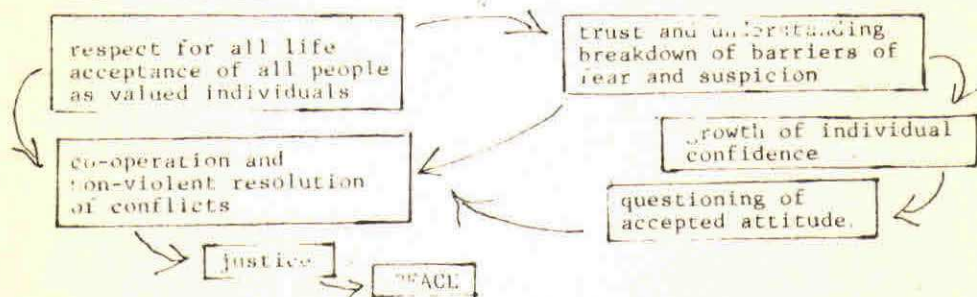 respect for all life
acceptance of all people
as valued individuals
trust and understanding
breakdown of barriers of
fear and suspicion
growth of individual
confidence
co-operation and
non-violent resolution
of conflicts
questioning of
accepted attitude.
justice
PEACE